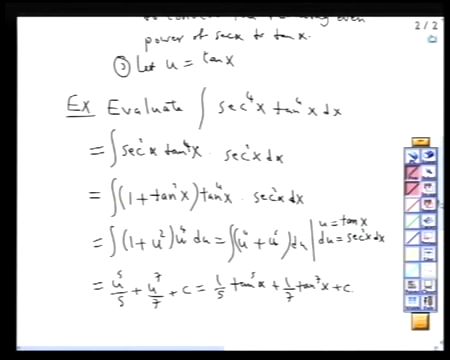 2/2
power of sec x to tan x.
③ Let u = tan x
Ex Evaluate ∫ sec⁴x tan⁴x dx
= ∫ sec²x tan⁴x · sec²x dx
= ∫ (1 + tan²x) tan⁴x · sec²x dx
= ∫ (1 + u²) u⁴ du = ∫ (u⁴ + u⁶) du | u = tan x
du = sec²x dx
= u⁵/5 + u⁷/7 + c = 1/5 tan⁵x + 1/7 tan⁷x + c.